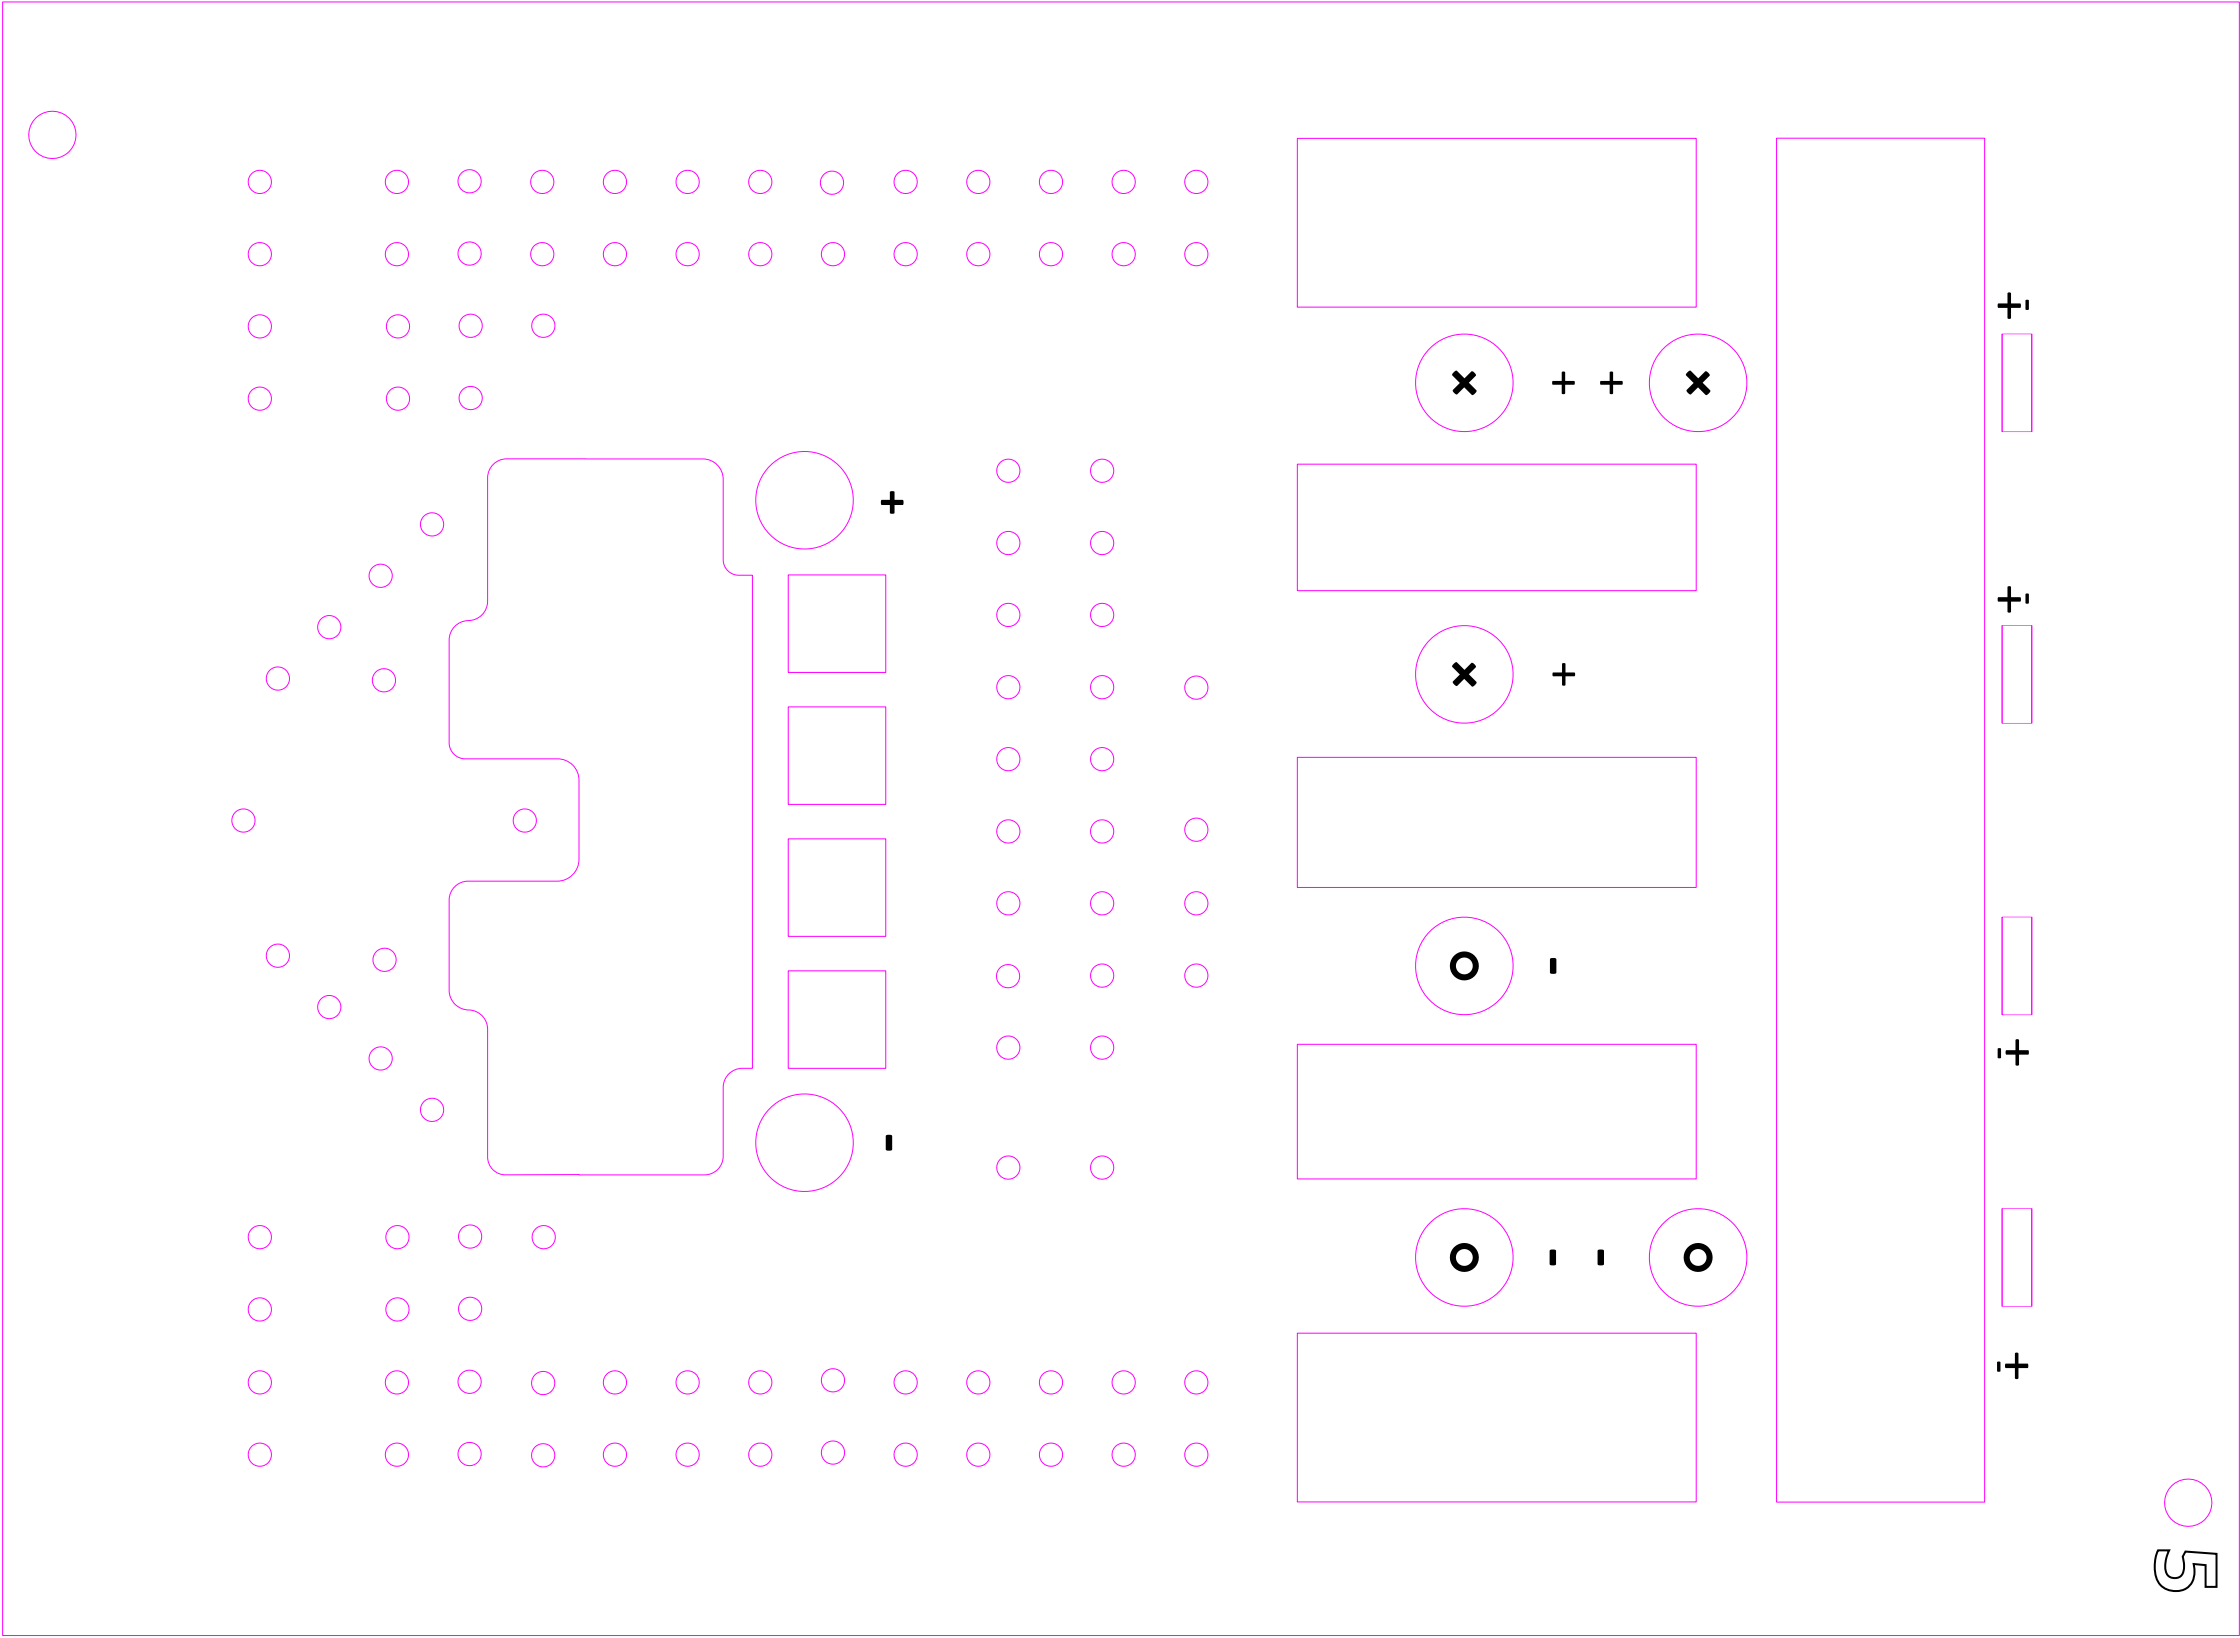 +-
× + + ×
+
+-
× +
o -
-+
-
o - - o
-+
5